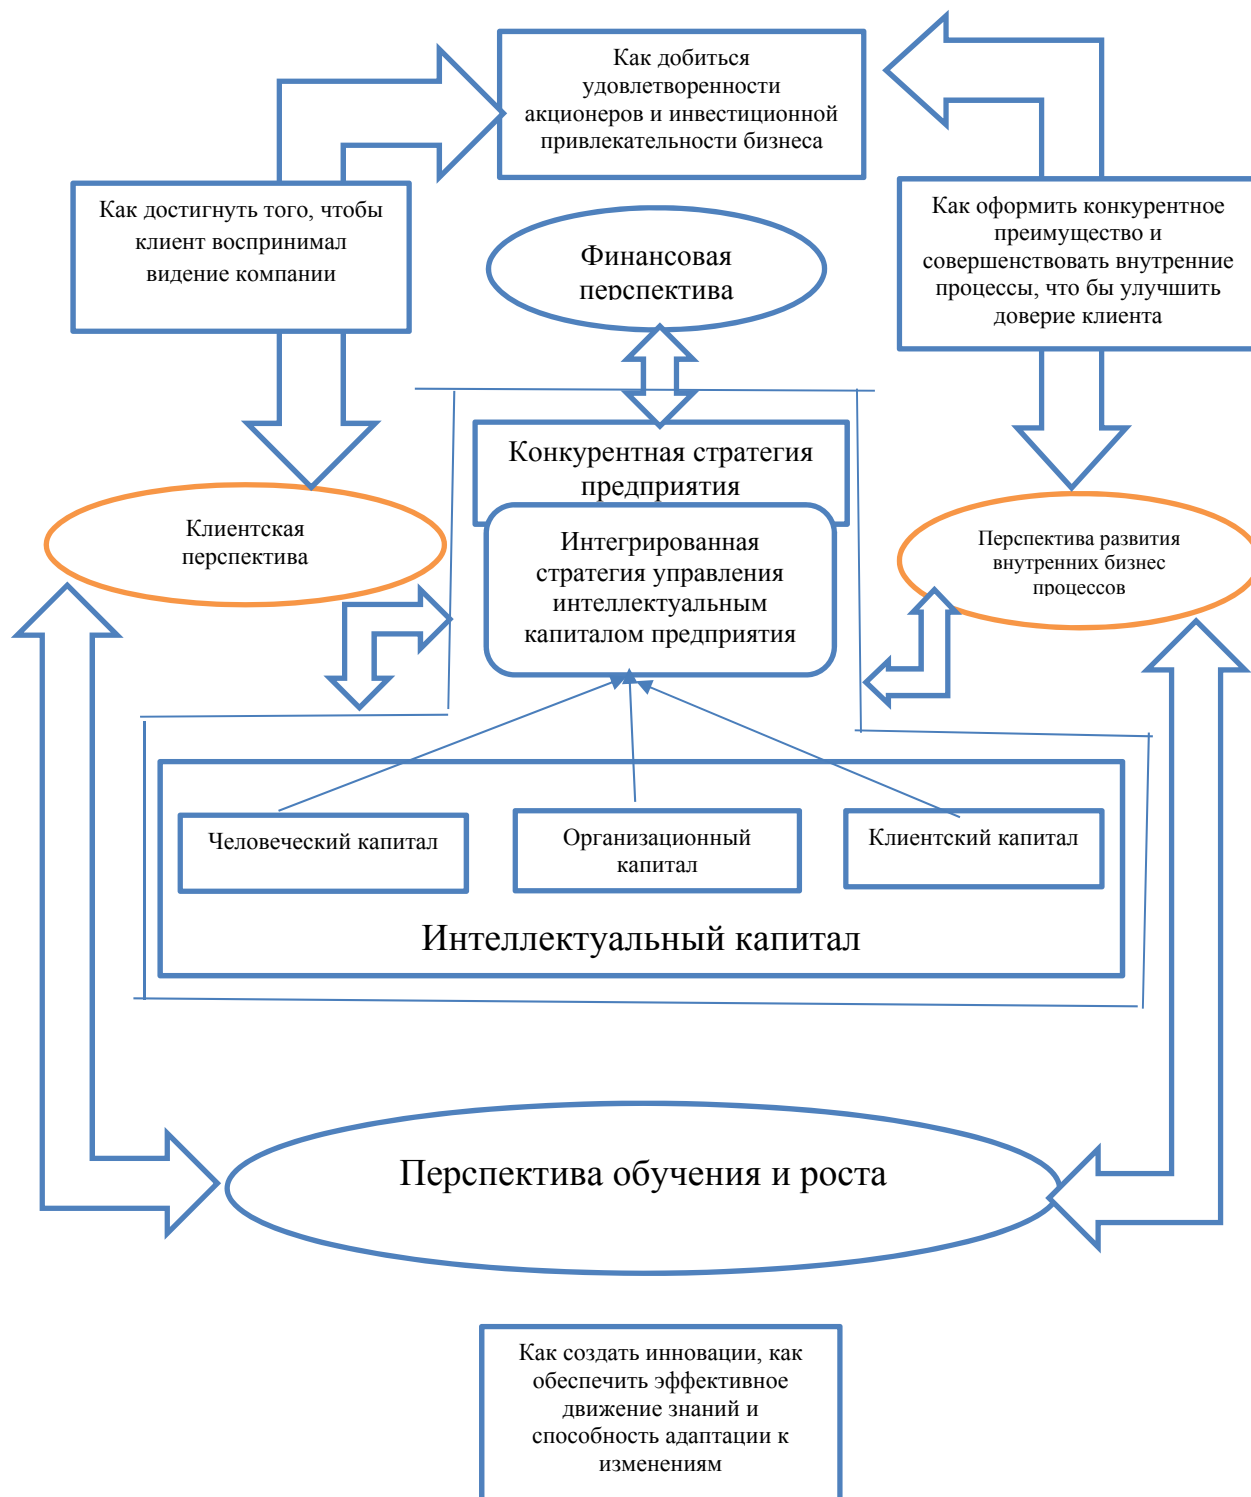 Как добиться
удовлетворенности
акционеров и инвестиционной
привлекательности бизнеса
Как достигнуть того, чтобы
клиент воспринимал
видение компании
Как оформить конкурентное
преимущество и
совершенствовать внутренние
процессы, что бы улучшить
доверие клиента
Финансовая
перспектива
Конкурентная стратегия
предприятия
Клиентская
перспектива
Интегрированная
стратегия управления
интеллектуальным
капиталом предприятия
Перспектива развития
внутренних бизнес
процессов
Человеческий капитал
Организационный
капитал
Клиентский капитал
Интеллектуальный капитал
Перспектива обучения и роста
Как создать инновации, как
обеспечить эффективное
движение знаний и
способность адаптации к
изменениям